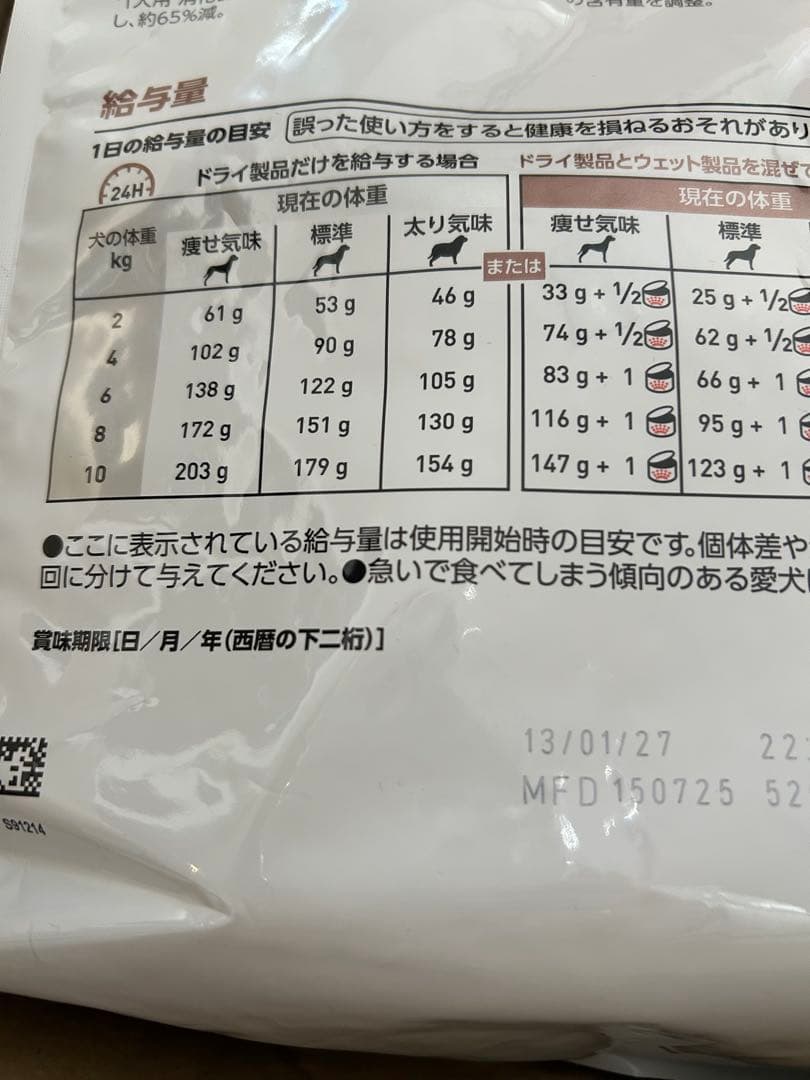 し、約65%減。
の含有量を調整。
給与量
1日の給与量の目安 誤った使い方をすると健康を損ねるおそれがあり
24H ドライ製品だけを給与する場合 ドライ製品とウェット製品を混ぜて
現在の体重 現在の体重
犬の体重 kg 痩せ気味 標準 太り気味 または 痩せ気味 標準
2 61 g 53 g 46 g 33 g + 1/2 25 g + 1/2
4 102 g 90 g 78 g 74 g + 1/2 62 g + 1/2
6 138 g 122 g 105 g 83 g + 1 66 g + 1
8 172 g 151 g 130 g 116 g + 1 95 g + 1
10 203 g 179 g 154 g 147 g + 1 123 g + 1
●ここに表示されている給与量は使用開始時の目安です。個体差や
回に分けて与えてください。●急いで食べてしまう傾向のある愛犬
賞味期限[日/月/年(西暦の下二桁)]
13/01/27 22:
MFD 150725 52
S91214